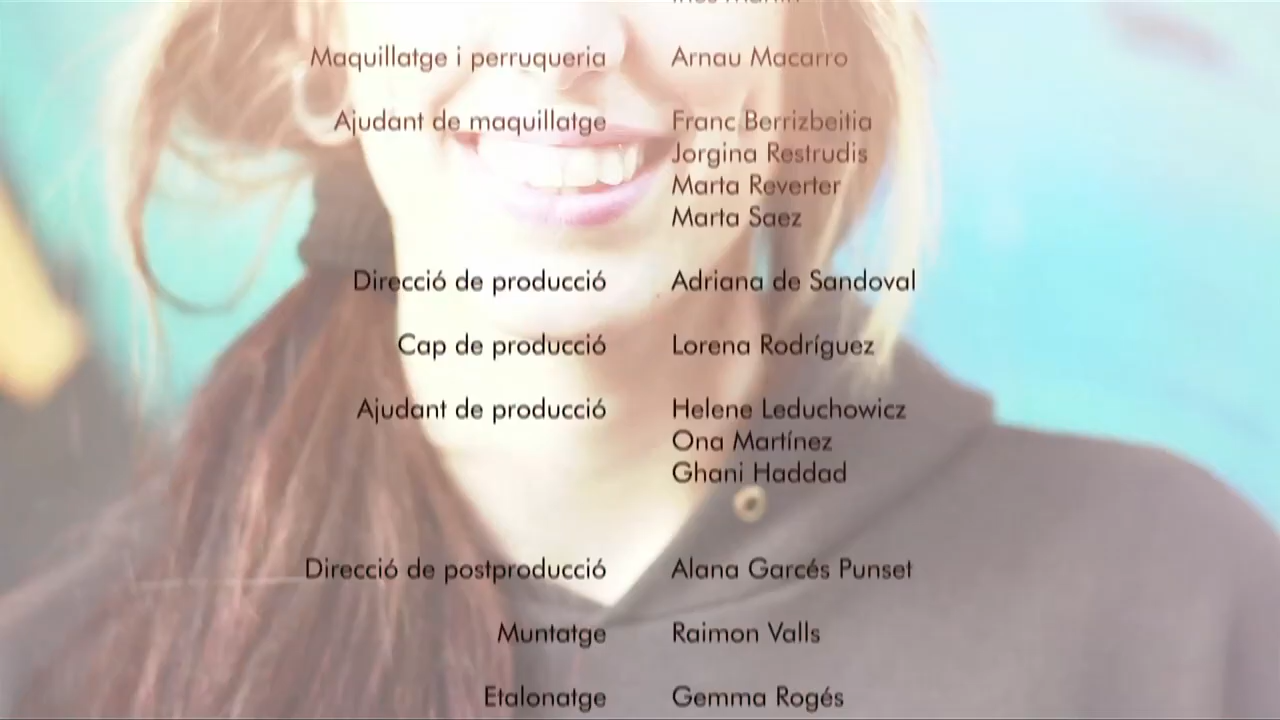 Maquillatge i perruqueria Arnau Macarro
Ajudant de maquillatge Franc Berrizbeitia
Jorgina Restrudis
Marta Reverter
Marta Saez
Direcció de producció Adriana de Sandoval
Cap de producció Lorena Rodríguez
Ajudant de producció Helene Leduchowicz
Ona Martínez
Ghani Haddad
Direcció de postproducció Alana Garcés Punset
Muntatge Raimon Valls
Etalonatge Gemma Rogés